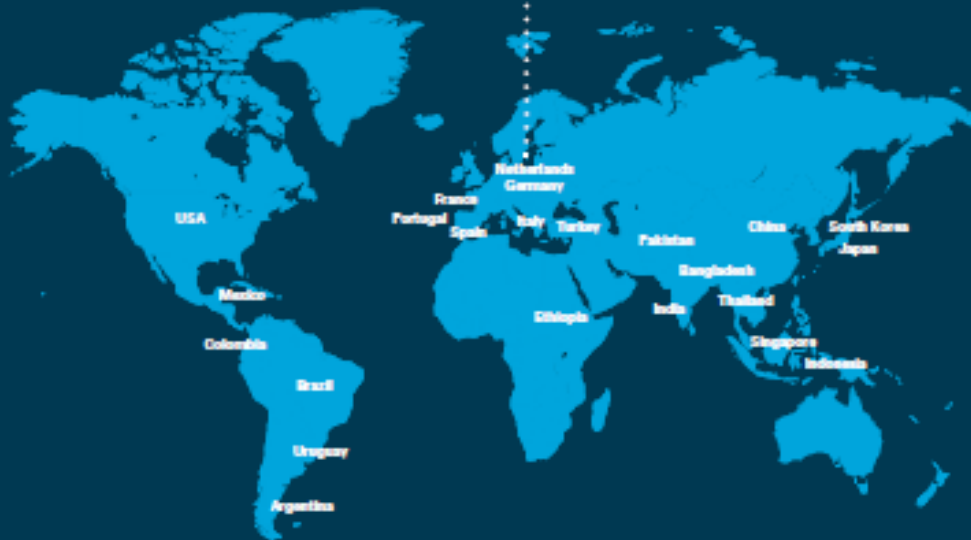 Netherlands
Germany
France
USA
Portugal
Spain
Italy
Turkey
China
South Korea
Pakistan
Japan
Bangladesh
Mexico
India
Thailand
Ethiopia
Colombia
Singapore
Indonesia
Brazil
Uruguay
Argentina